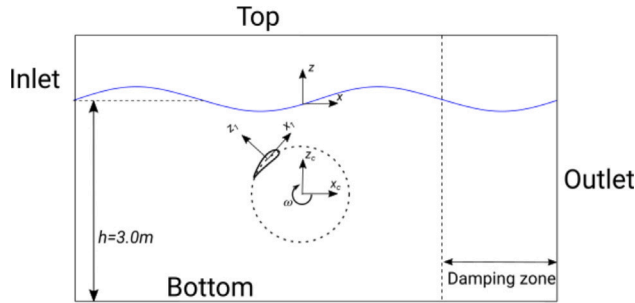 Top
Inlet
z
x
z₁
x₁
z꜀
x꜀
ω
Outlet
h=3.0m
Damping zone
Bottom